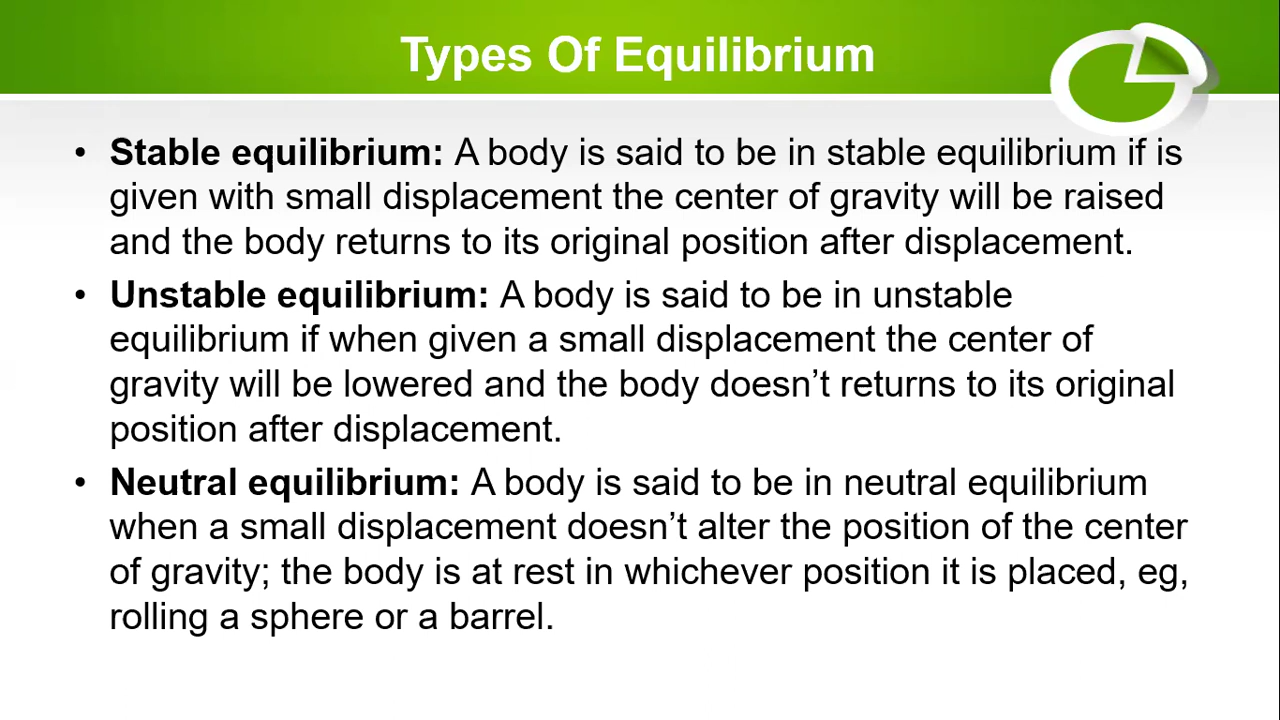 Types Of Equilibrium
• Stable equilibrium: A body is said to be in stable equilibrium if is
given with small displacement the center of gravity will be raised
and the body returns to its original position after displacement.
• Unstable equilibrium: A body is said to be in unstable
equilibrium if when given a small displacement the center of
gravity will be lowered and the body doesn’t returns to its original
position after displacement.
• Neutral equilibrium: A body is said to be in neutral equilibrium
when a small displacement doesn’t alter the position of the center
of gravity; the body is at rest in whichever position it is placed, eg,
rolling a sphere or a barrel.